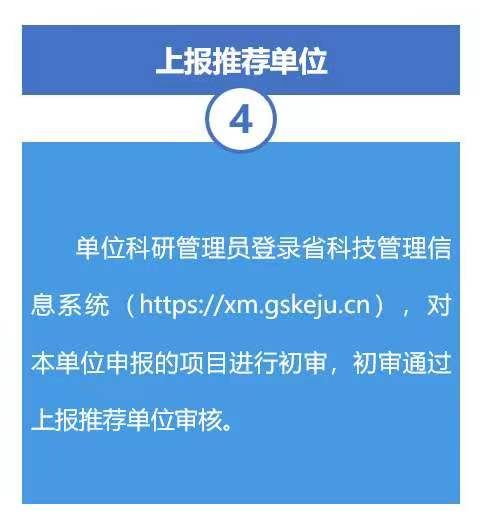 上报推荐单位
4
单位科研管理员登录省科技管理信
息系统（https://xm.gskeju.cn），对
本单位申报的项目进行初审，初审通过
上报推荐单位审核。